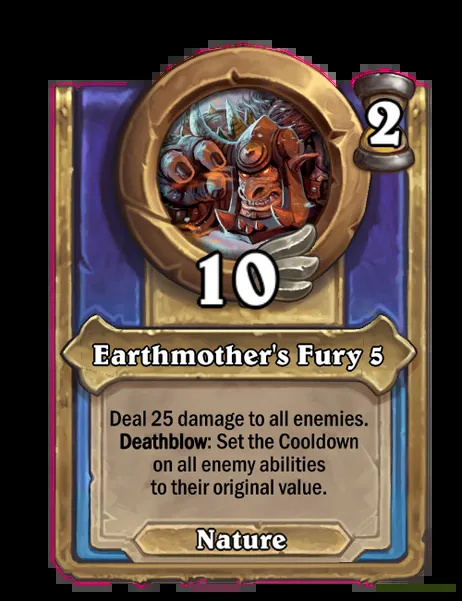 2
10
Earthmother's Fury 5
Deal 25 damage to all enemies.
Deathblow: Set the Cooldown
on all enemy abilities
to their original value.
Nature